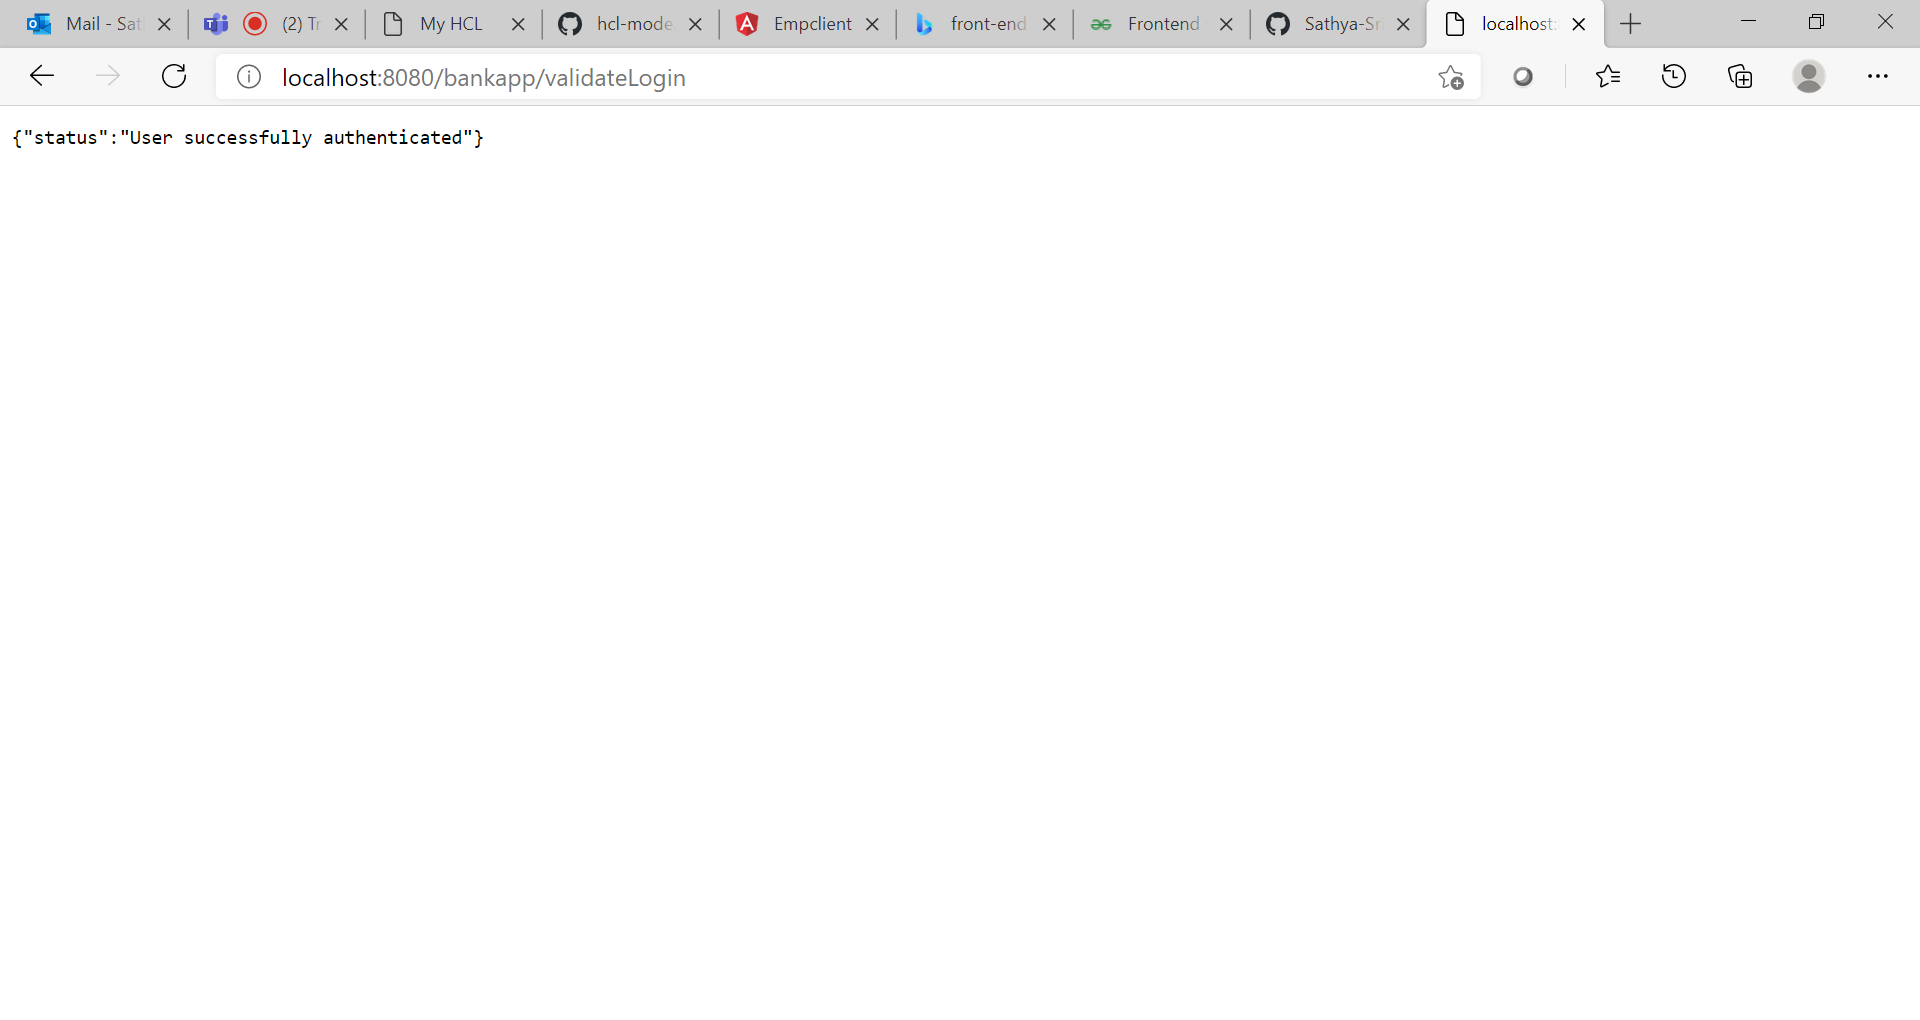 Mail - Sat
(2) Tr
My HCL
hcl-mode
Empclient
front-end
Frontend
Sathya-Sr
localhost:
localhost:8080/bankapp/validateLogin
{"status":"User successfully authenticated"}